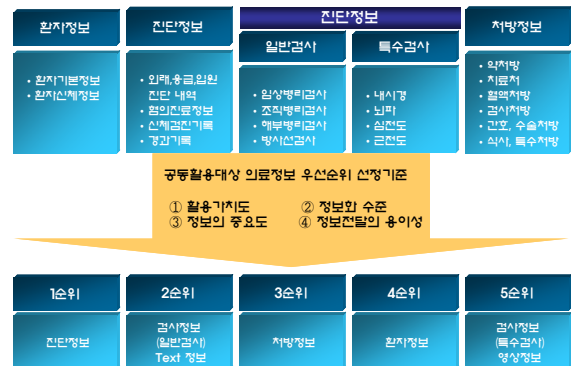 환자정보
진단정보
진단정보
처방정보
일반검사
특수검사
• 환자기본정보
• 환자신체정보
• 외래,응급,입원
진단 내역
• 협의진료정보
• 신체검진기록
• 경과기록
• 임상병리검사
• 조직병리검사
• 해부병리검사
• 방사선검사
• 내시경
• 뇌파
• 심전도
• 근전도
• 약처방
• 치료처
• 혈액처방
• 검사처방
• 간호, 수술처방
• 식사, 특수처방
공동활용대상 의료정보 우선순위 선정기준
① 활용가치도 ② 정보화 수준
③ 정보의 중요도 ④ 정보전달의 용이성
1순위
2순위
3순위
4순위
5순위
진단정보
검사정보
(일반검사)
Text 정보
처방정보
환자정보
검사정보
(특수검사)
영상정보